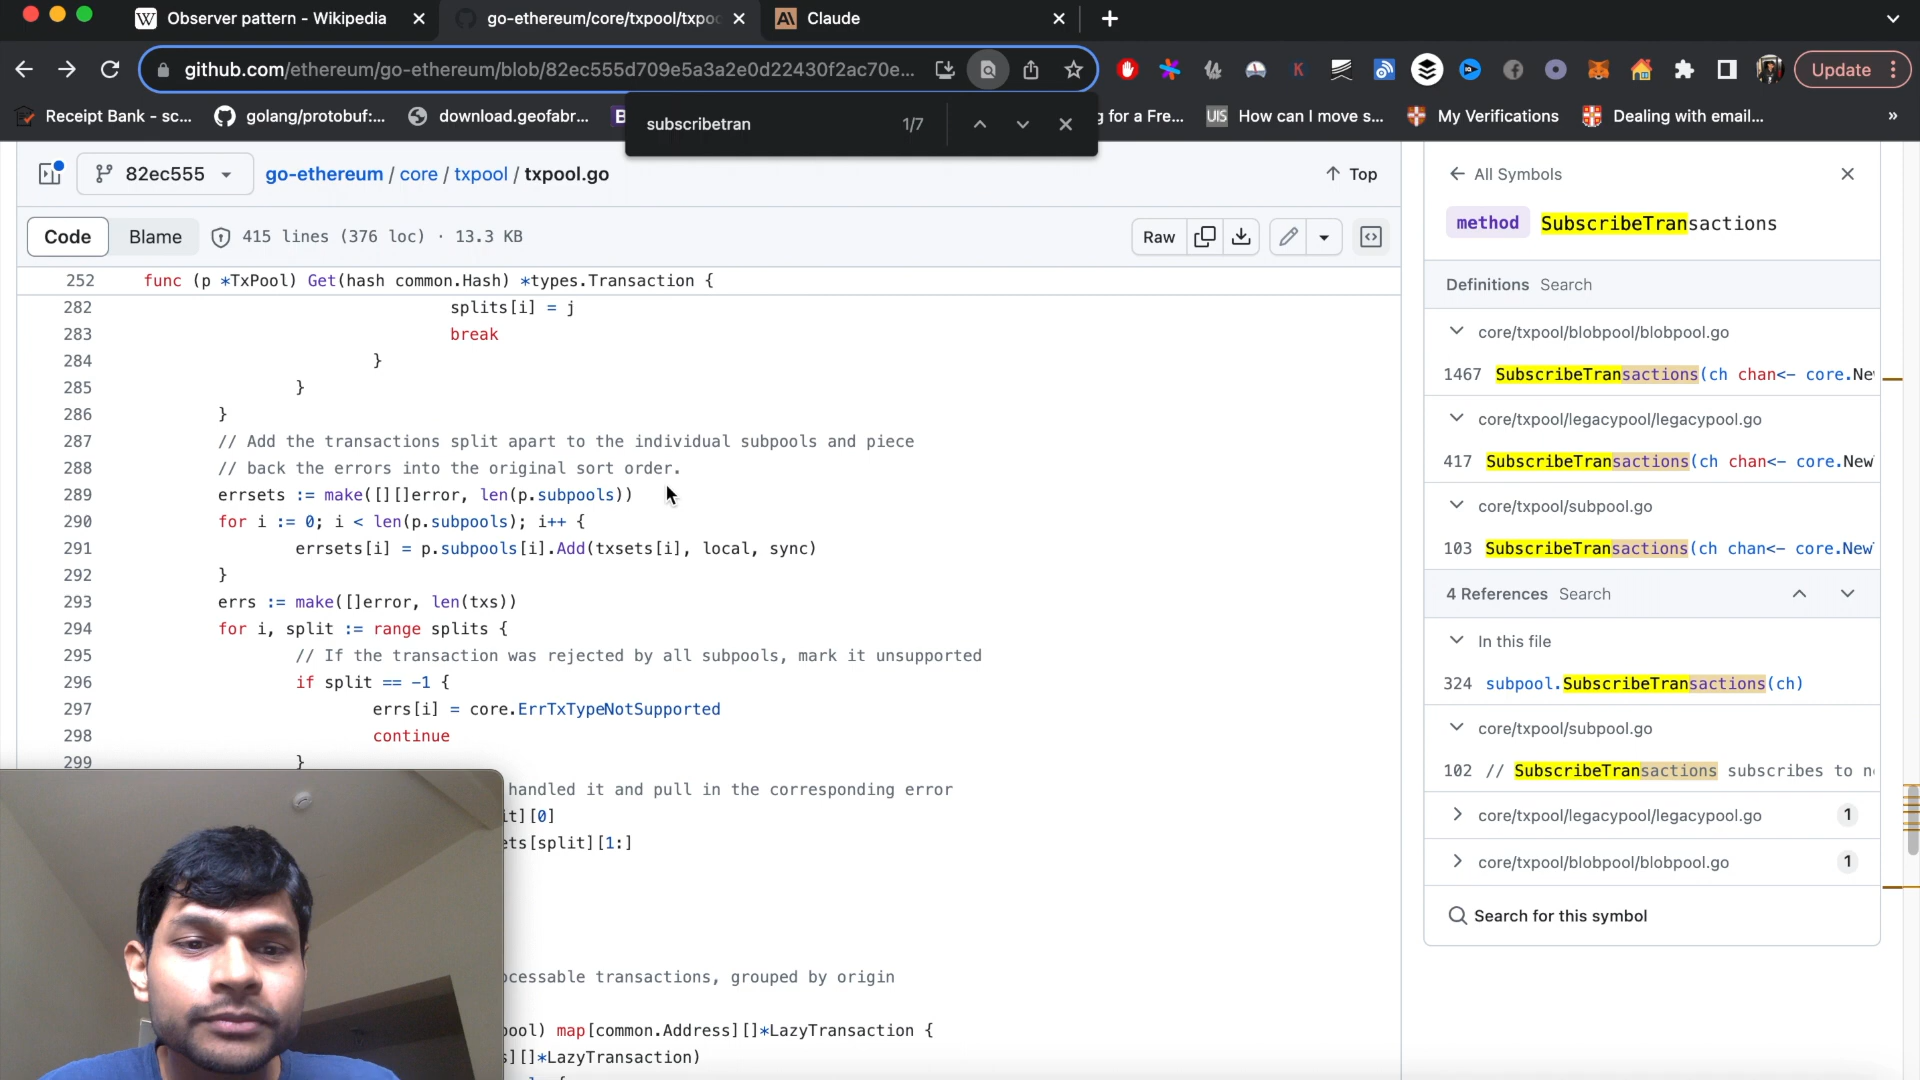 Observer pattern - Wikipedia
go-ethereum/core/txpool/txpo
Claude
github.com/ethereum/go-ethereum/blob/82ec555d709e5a3a2e0d22430f2ac70e...
Update
Receipt Bank - sc...
golang/protobuf:...
download.geofabr...
g for a Fre...
How can I move s...
My Verifications
Dealing with email...
»
subscribetran
1/7
82ec555
go-ethereum / core / txpool / txpool.go
Top
Code
Blame
415 lines (376 loc) · 13.3 KB
Raw
252 func (p *TxPool) Get(hash common.Hash) *types.Transaction {
282 splits[i] = j
283 break
284 }
285 }
286 }
287 // Add the transactions split apart to the individual subpools and piece
288 // back the errors into the original sort order.
289 errsets := make([][]error, len(p.subpools))
290 for i := 0; i < len(p.subpools); i++ {
291 errsets[i] = p.subpools[i].Add(txsets[i], local, sync)
292 }
293 errs := make([]error, len(txs))
294 for i, split := range splits {
295 // If the transaction was rejected by all subpools, mark it unsupported
296 if split == -1 {
297 errs[i] = core.ErrTxTypeNotSupported
298 continue
299 }
handled it and pull in the corresponding error
it][0]
ets[split][1:]
ocessable transactions, grouped by origin
pool) map[common.Address][]*LazyTransaction {
s][]*LazyTransaction)
All Symbols
method SubscribeTransactions
Definitions Search
core/txpool/blobpool/blobpool.go
1467 SubscribeTransactions(ch chan<- core.Ne
core/txpool/legacypool/legacypool.go
417 SubscribeTransactions(ch chan<- core.New
core/txpool/subpool.go
103 SubscribeTransactions(ch chan<- core.New
4 References Search
In this file
324 subpool.SubscribeTransactions(ch)
core/txpool/subpool.go
102 // SubscribeTransactions subscribes to n
core/txpool/legacypool/legacypool.go 1
core/txpool/blobpool/blobpool.go 1
Search for this symbol